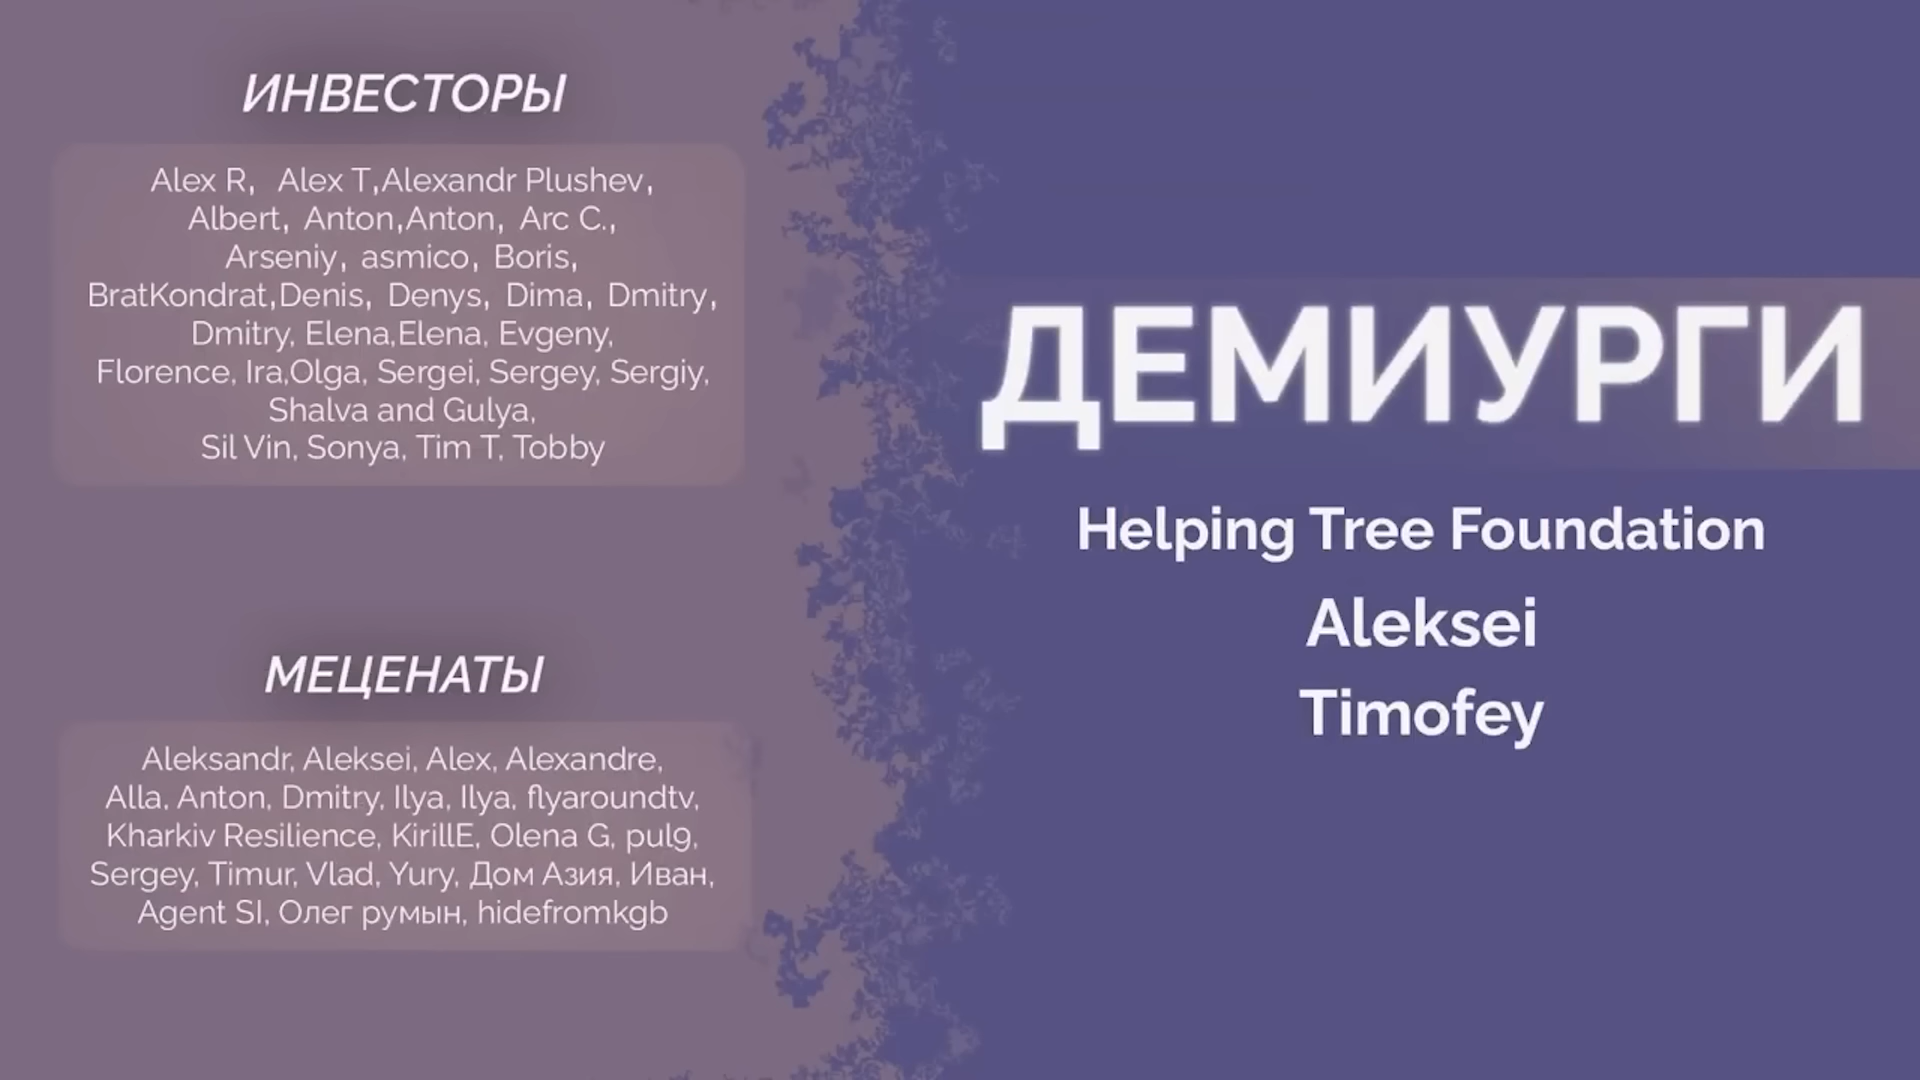 ИНВЕСТОРЫ
Alex R, Alex T,Alexandr Plushev,
Albert, Anton,Anton, Arc C.,
Arseniy, asmico, Boris,
BratKondrat,Denis, Denys, Dima, Dmitry,
Dmitry, Elena,Elena, Evgeny,
Florence, Ira,Olga, Sergei, Sergey, Sergiy,
Shalva and Gulya,
Sil Vin, Sonya, Tim T, Tobby
МЕЦЕНАТЫ
Aleksandr, Aleksei, Alex, Alexandre,
Alla, Anton, Dmitry, Ilya, Ilya, flyaroundtv,
Kharkiv Resilience, KirillE, Olena G, pul9,
Sergey, Timur, Vlad, Yury, Дом Азия, Иван,
Agent SI, Олег румын, hidefromkgb
ДЕМИУРГИ
Helping Tree Foundation
Aleksei
Timofey